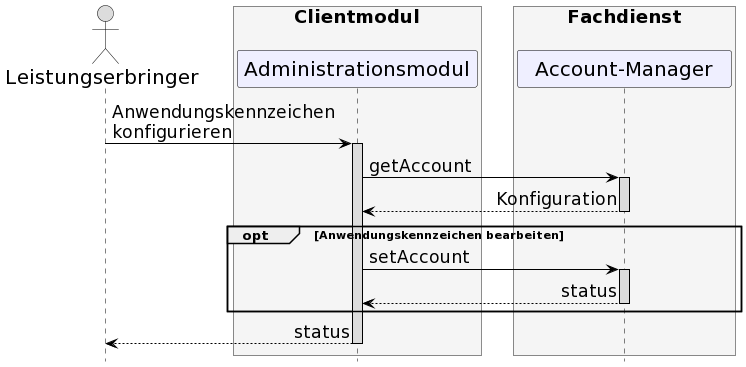 Clientmodul
Fachdienst
Leistungserbringer
Administrationsmodul
Account-Manager
Anwendungskennzeichen
konfigurieren
getAccount
Konfiguration
opt
[Anwendungskennzeichen bearbeiten]
setAccount
status
status